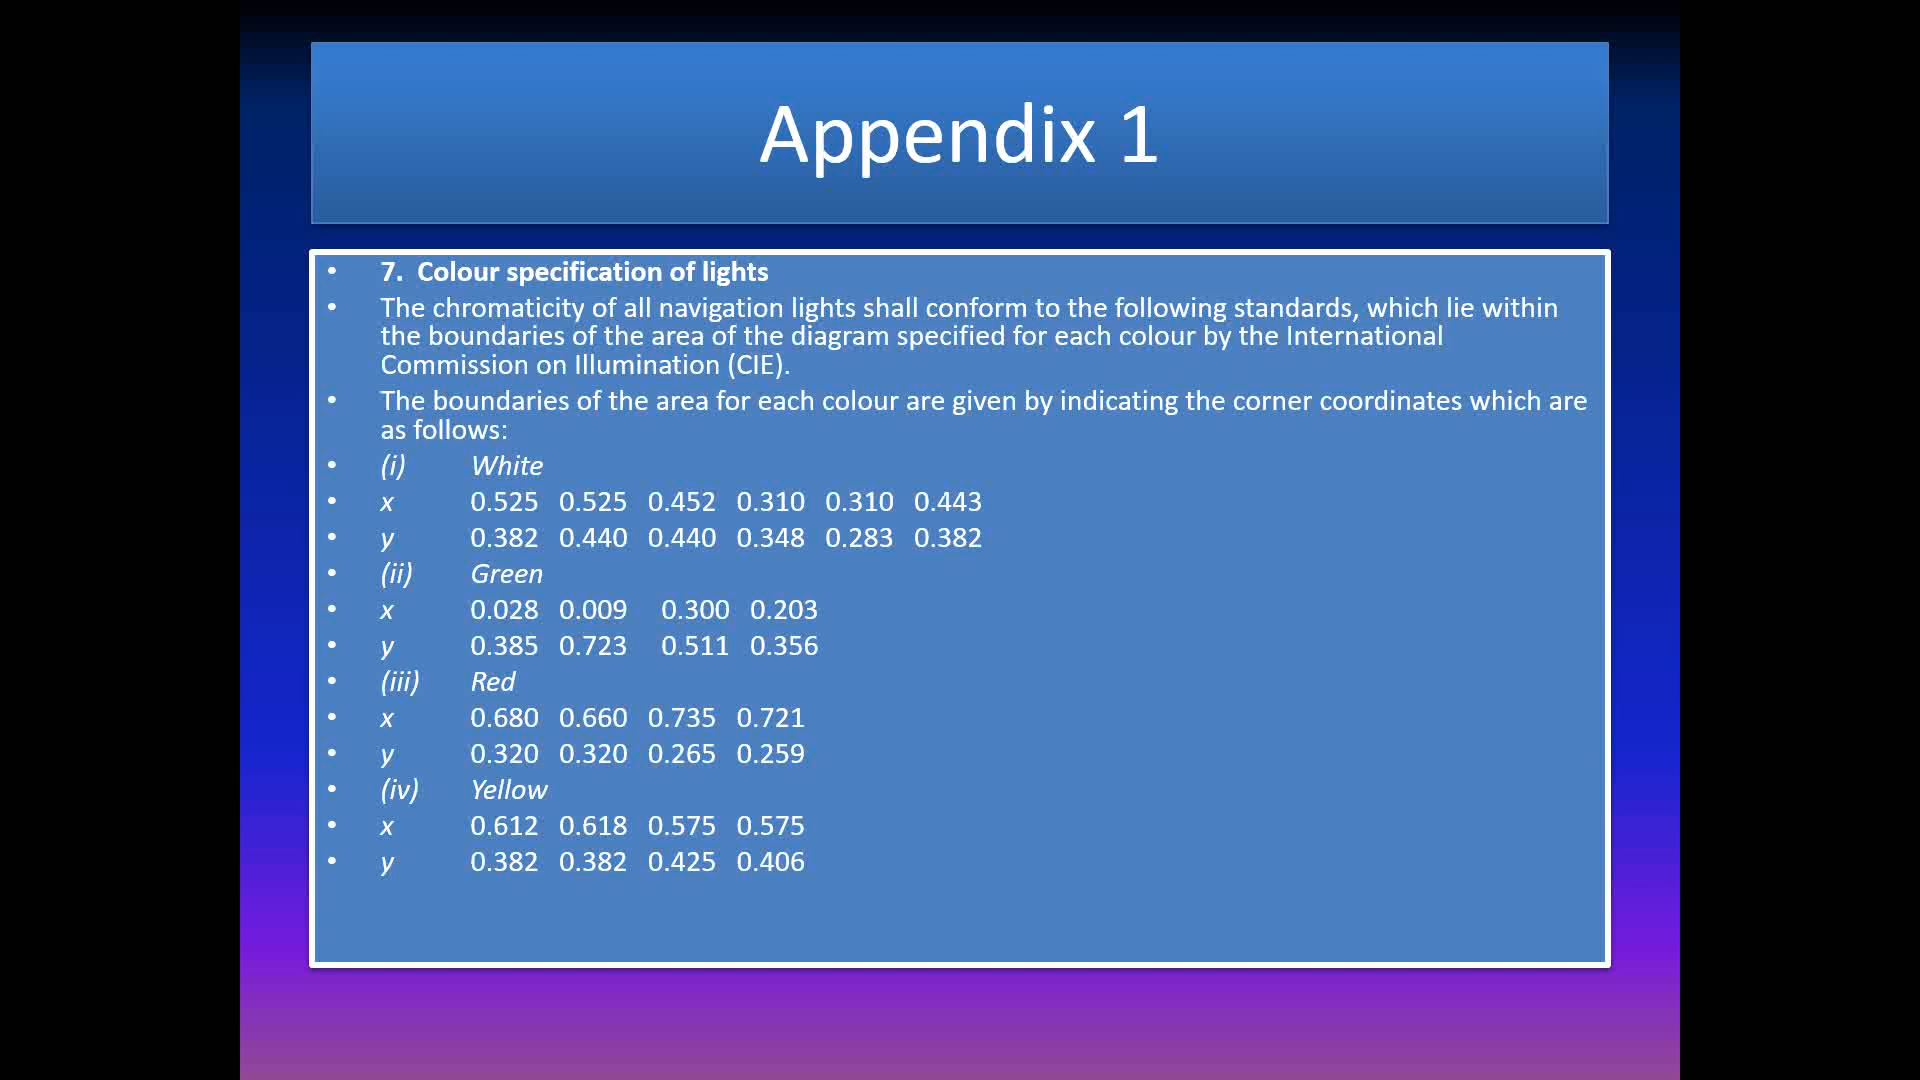 Appendix 1
• 7. Colour specification of lights
• The chromaticity of all navigation lights shall conform to the following standards, which lie within
the boundaries of the area of the diagram specified for each colour by the International
Commission on Illumination (CIE).
• The boundaries of the area for each colour are given by indicating the corner coordinates which are
as follows:
• (i) White
• x 0.525 0.525 0.452 0.310 0.310 0.443
• y 0.382 0.440 0.440 0.348 0.283 0.382
• (ii) Green
• x 0.028 0.009 0.300 0.203
• y 0.385 0.723 0.511 0.356
• (iii) Red
• x 0.680 0.660 0.735 0.721
• y 0.320 0.320 0.265 0.259
• (iv) Yellow
• x 0.612 0.618 0.575 0.575
• y 0.382 0.382 0.425 0.406